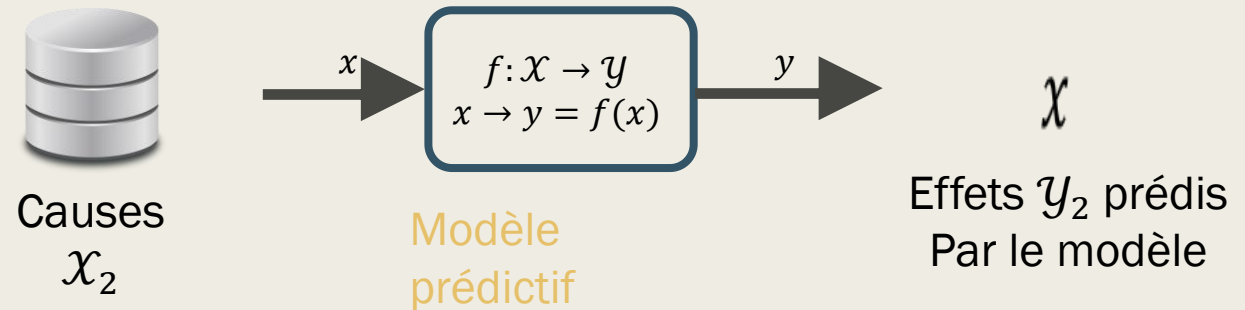 x
f: 𝒳 → 𝒴
x → y = f(x)
y
χ
Causes
𝒳₂
Modèle
prédictif
Effets 𝒴₂ prédis
Par le modèle